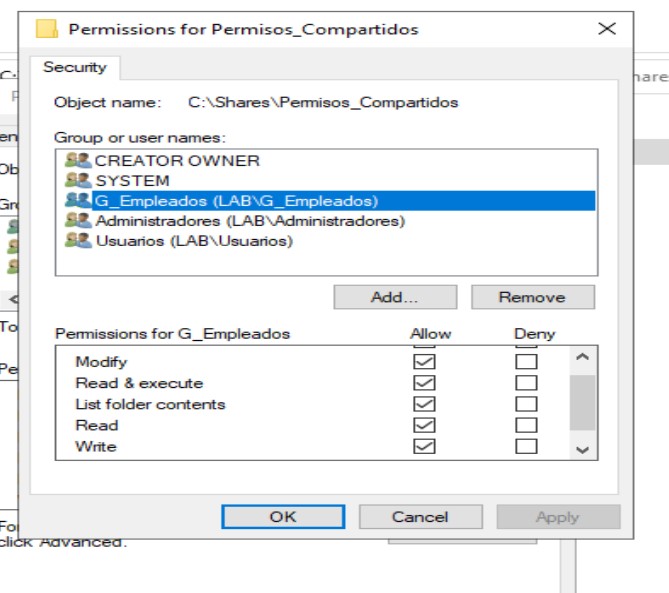 Permissions for Permisos_Compartidos
Security
Object name: C:\Shares\Permisos_Compartidos
Group or user names:
CREATOR OWNER
SYSTEM
G_Empleados (LAB\G_Empleados)
Administradores (LAB\Administradores)
Usuarios (LAB\Usuarios)
Add...
Remove
Permissions for G_Empleados Allow Deny
Modify
Read & execute
List folder contents
Read
Write
OK
Cancel
Apply
click Advanced.